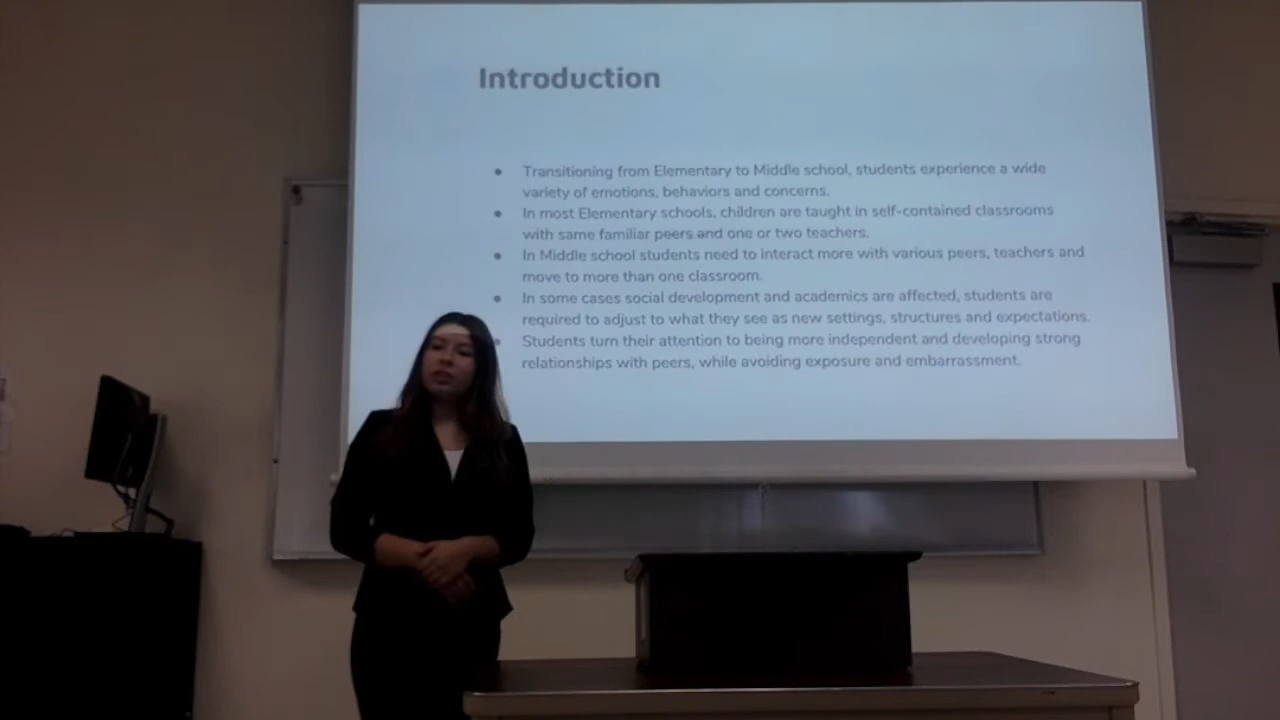 Introduction
● Transitioning from Elementary to Middle school, students experience a wide
variety of emotions, behaviors and concerns.
● In most Elementary schools, children are taught in self-contained classrooms
with same familiar peers and one or two teachers.
● In Middle school students need to interact more with various peers, teachers and
move to more than one classroom.
● In some cases social development and academics are affected, students are
required to adjust to what they see as new settings, structures and expectations.
● Students turn their attention to being more independent and developing strong
relationships with peers, while avoiding exposure and embarrassment.